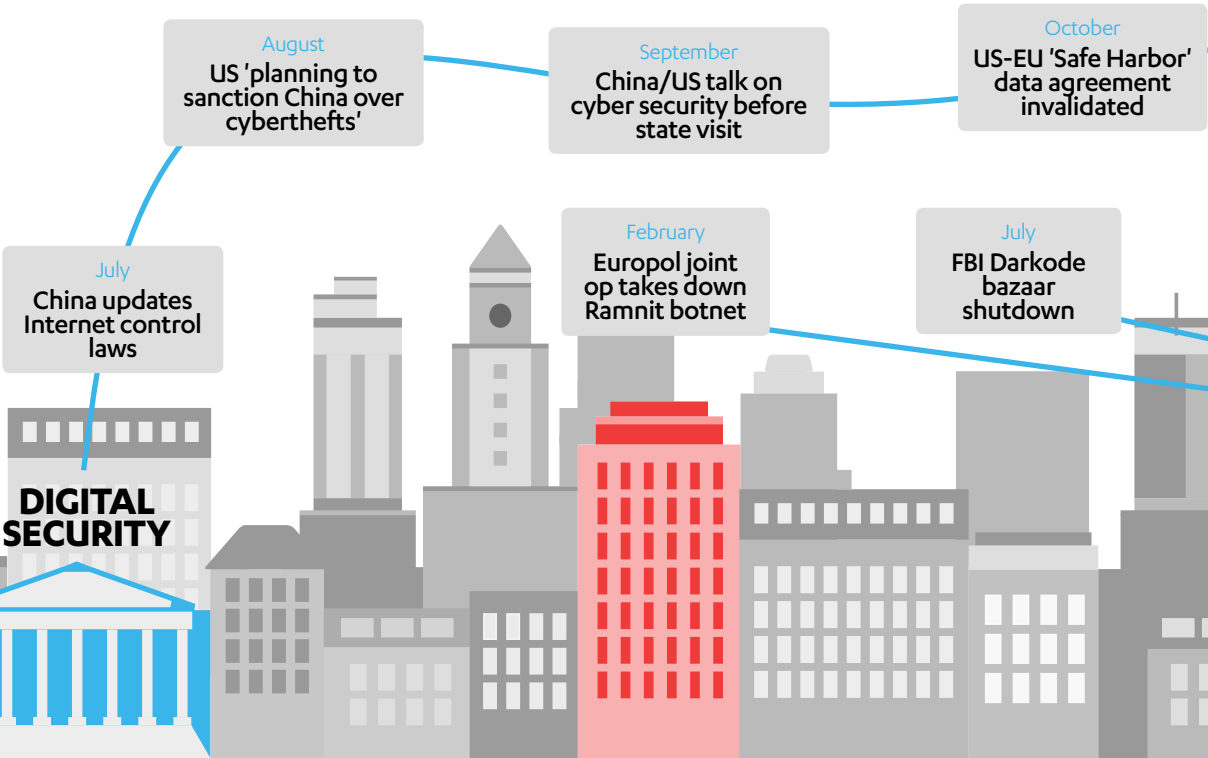 August
US 'planning to
sanction China over
cyberthefts'
September
China/US talk on
cyber security before
state visit
October
US-EU 'Safe Harbor'
data agreement
invalidated
July
China updates
Internet control
laws
February
Europol joint
op takes down
Ramnit botnet
July
FBI Darkode
bazaar
shutdown
DIGITAL
SECURITY